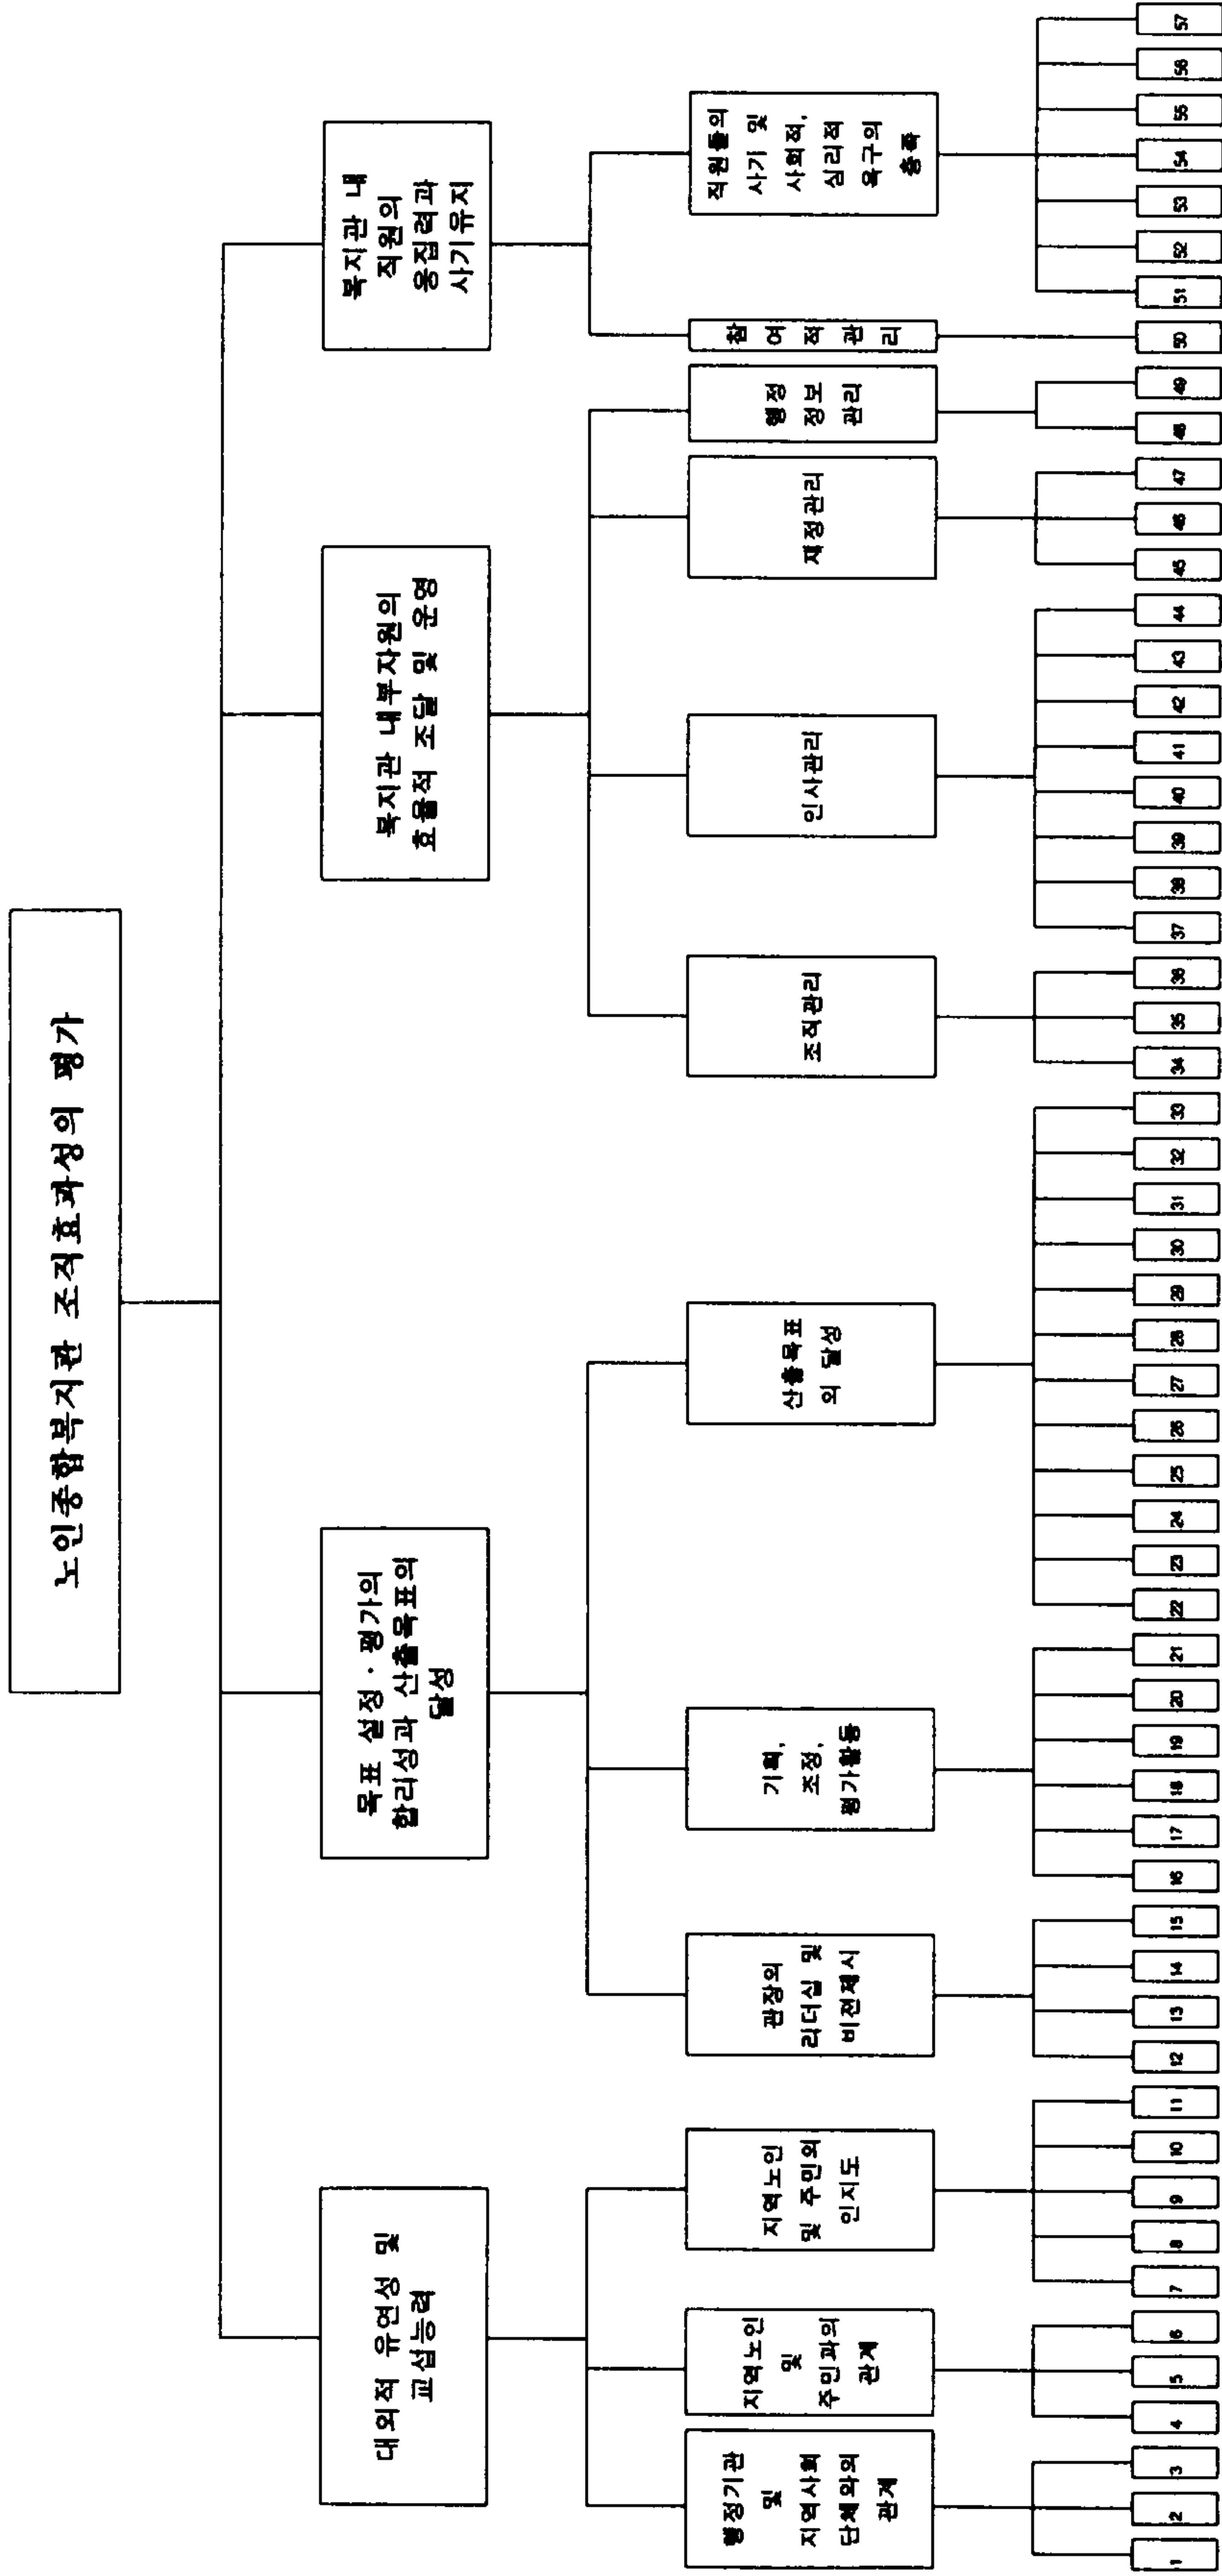 노인종합복지관 조직효과성의 평가
대외적 유연성 및
교섭능력
목표 설정·평가의
합리성과 산출목표의
달성
복지관 내부자원의
효율적 조달 및 운영
복지관 내
직원의
응집력과
사기유지
행정기관
및
지역사회
단체와의
관계
지역노인
및
주민과의
관계
지역노인
및 주민의
인지도
관장의
리더십 및
비전제시
기획,
조정,
평가활동
산출목표
의 달성
조직관리
인사관리
재정관리
행정
정보
관리
참여적관리
직원들의
사기 및
사회적,
심리적
욕구의
충족
1
2
3
4
5
6
7
8
9
10
11
12
13
14
15
16
17
18
19
20
21
22
23
24
25
26
27
28
29
30
31
32
33
34
35
36
37
38
39
40
41
42
43
44
45
46
47
48
49
50
51
52
53
54
55
56
57